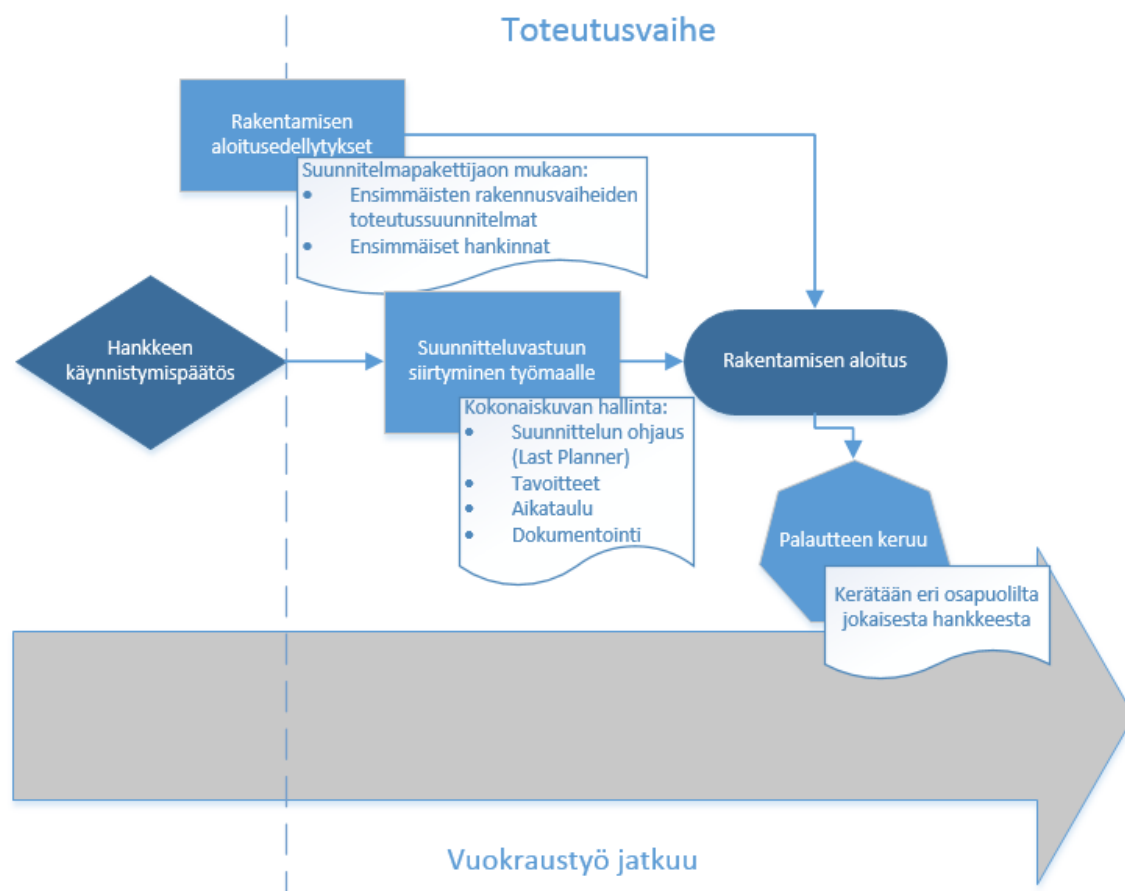 Toteutusvaihe
Rakentamisen
aloitusedellytykset
Suunnitelmapakettijaon mukaan:
• Ensimmäisten rakennusvaiheiden
toteutussuunnitelmat
• Ensimmäiset hankinnat
Hankkeen
käynnistymispäätös
Suunnitteluvastuun
siirtyminen työmaalle
Rakentamisen aloitus
Kokonaiskuvan hallinta:
• Suunnittelun ohjaus
(Last Planner)
• Tavoitteet
• Aikataulu
• Dokumentointi
Palautteen keruu
Kerätään eri osapuolilta
jokaisesta hankkeesta
Vuokraustyö jatkuu